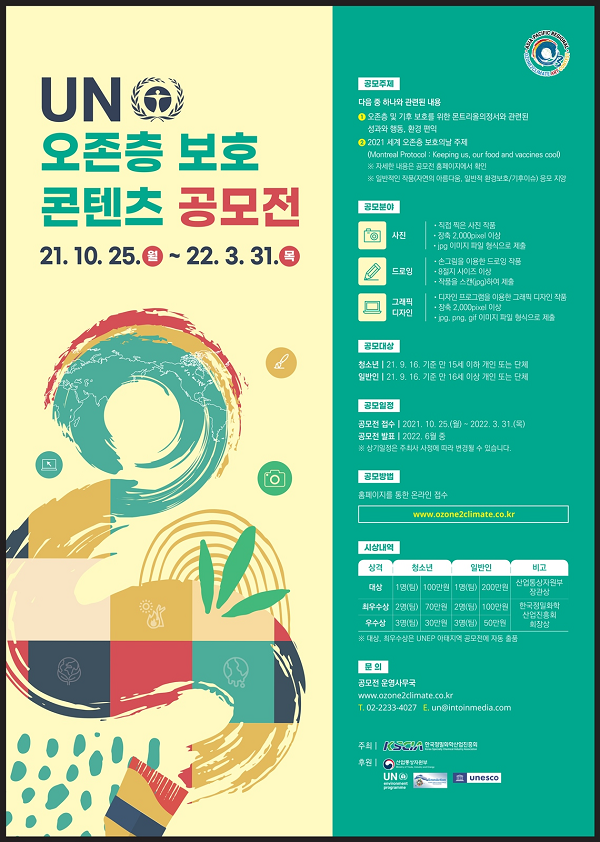 UN
오존층 보호
콘텐츠 공모전
21. 10. 25.월 ~ 22. 3. 31.목
공모주제
다음 중 하나와 관련된 내용
1 오존층 및 기후 보호를 위한 몬트리올의정서와 관련된
성과와 행동, 환경 편익
2 2021 세계 오존층 보호의날 주제
(Montreal Protocol : Keeping us, our food and vaccines cool)
※ 자세한 내용은 공모전 홈페이지에서 확인
※ 일반적인 작품(자연의 아름다움, 일반적 환경보호/기후이슈) 응모 지양
공모분야
사진
· 직접 찍은 사진 작품
· 장축 2,000pixel 이상
· jpg 이미지 파일 형식으로 제출
드로잉
· 손그림을 이용한 드로잉 작품
· 8절지 사이즈 이상
· 작품을 스캔(jpg)하여 제출
그래픽
디자인
· 디자인 프로그램을 이용한 그래픽 디자인 작품
· 장축 2,000pixel 이상
· jpg, png, gif 이미지 파일 형식으로 제출
공모대상
청소년 | 21. 9. 16. 기준 만 15세 이하 개인 또는 단체
일반인 | 21. 9. 16. 기준 만 16세 이상 개인 또는 단체
공모일정
공모전 접수 | 2021. 10. 25.(월) ~ 2022. 3. 31.(목)
공모전 발표 | 2022. 6월 중
※ 상기일정은 주최사 사정에 따라 변경될 수 있습니다.
공모방법
홈페이지를 통한 온라인 접수
www.ozone2climate.co.kr
시상내역
상격 청소년 일반인 비고
대상 1명(팀) 100만원 1명(팀) 200만원 산업통상자원부 장관상
최우수상 2명(팀) 70만원 2명(팀) 100만원 한국정밀화학
우수상 3명(팀) 30만원 3명(팀) 50만원 산업진흥회 회장상
※ 대상, 최우수상은 UNEP 아태지역 공모전에 자동 출품
문 의
공모전 운영사무국
www.ozone2climate.co.kr
T. 02-2233-4027 E. un@intoinmedia.com
주최 | KSCIA 한국정밀화학산업진흥회
후원 | 산업통상자원부
UN
environment
programme
unesco